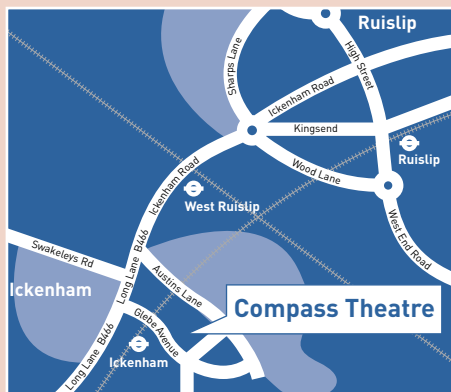 Ruislip
Sharps Lane
High Street
Ickenham Road
Kingsend
Ruislip
Wood Lane
Ickenham Road
West Ruislip
West End Road
Swakeleys Rd
Long Lane B466
Austins Lane
Ickenham
Compass Theatre
Glebe Avenue
Ickenham
Long Lane B466